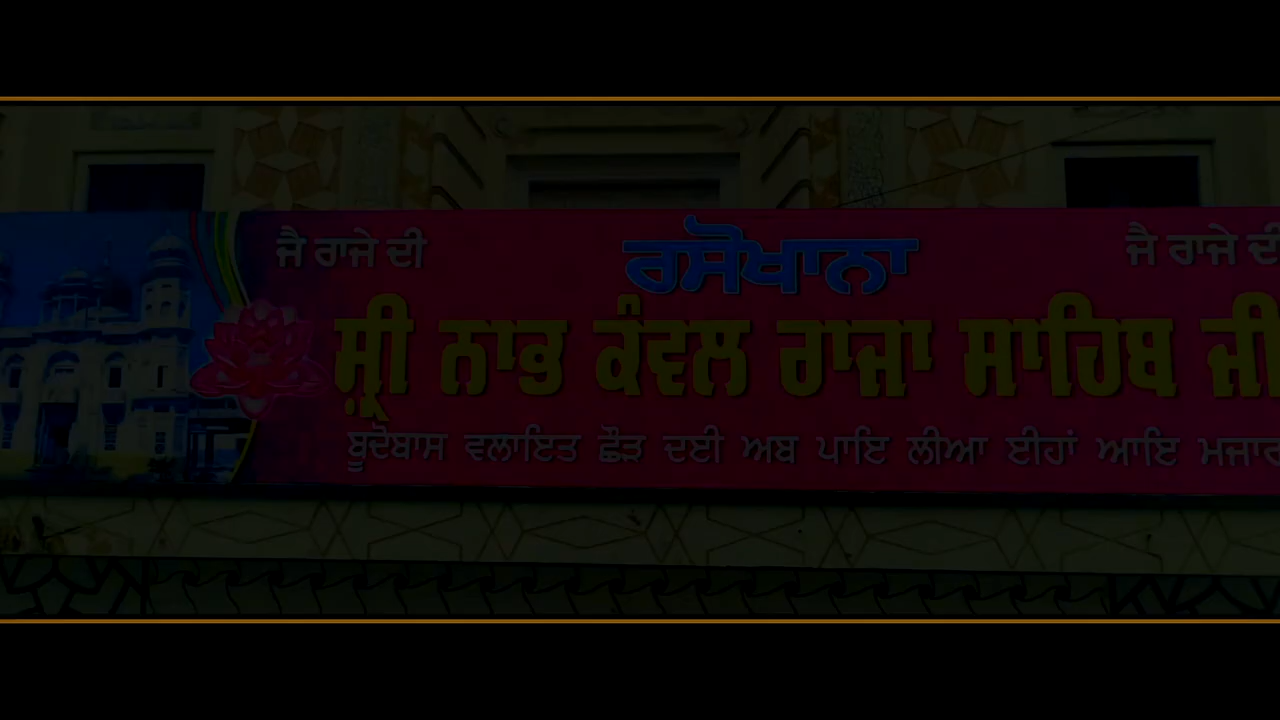 ਜੈ ਰਾਜੇ ਦੀ ਰਸੋਖਾਨਾ ਜੈ ਰਾਜੇ ਦੀ
ਸ਼੍ਰੀ ਨਾਭ ਕੰਵਲ ਰਾਜਾ ਸਾਹਿਬ ਜੀ
ਬੂਦੋਬਾਸ ਵਲਾਇਤ ਛੌੜ ਦਈ ਅਬ ਪਾਇ ਲੀਆ ਈਹਾਂ ਆਇ